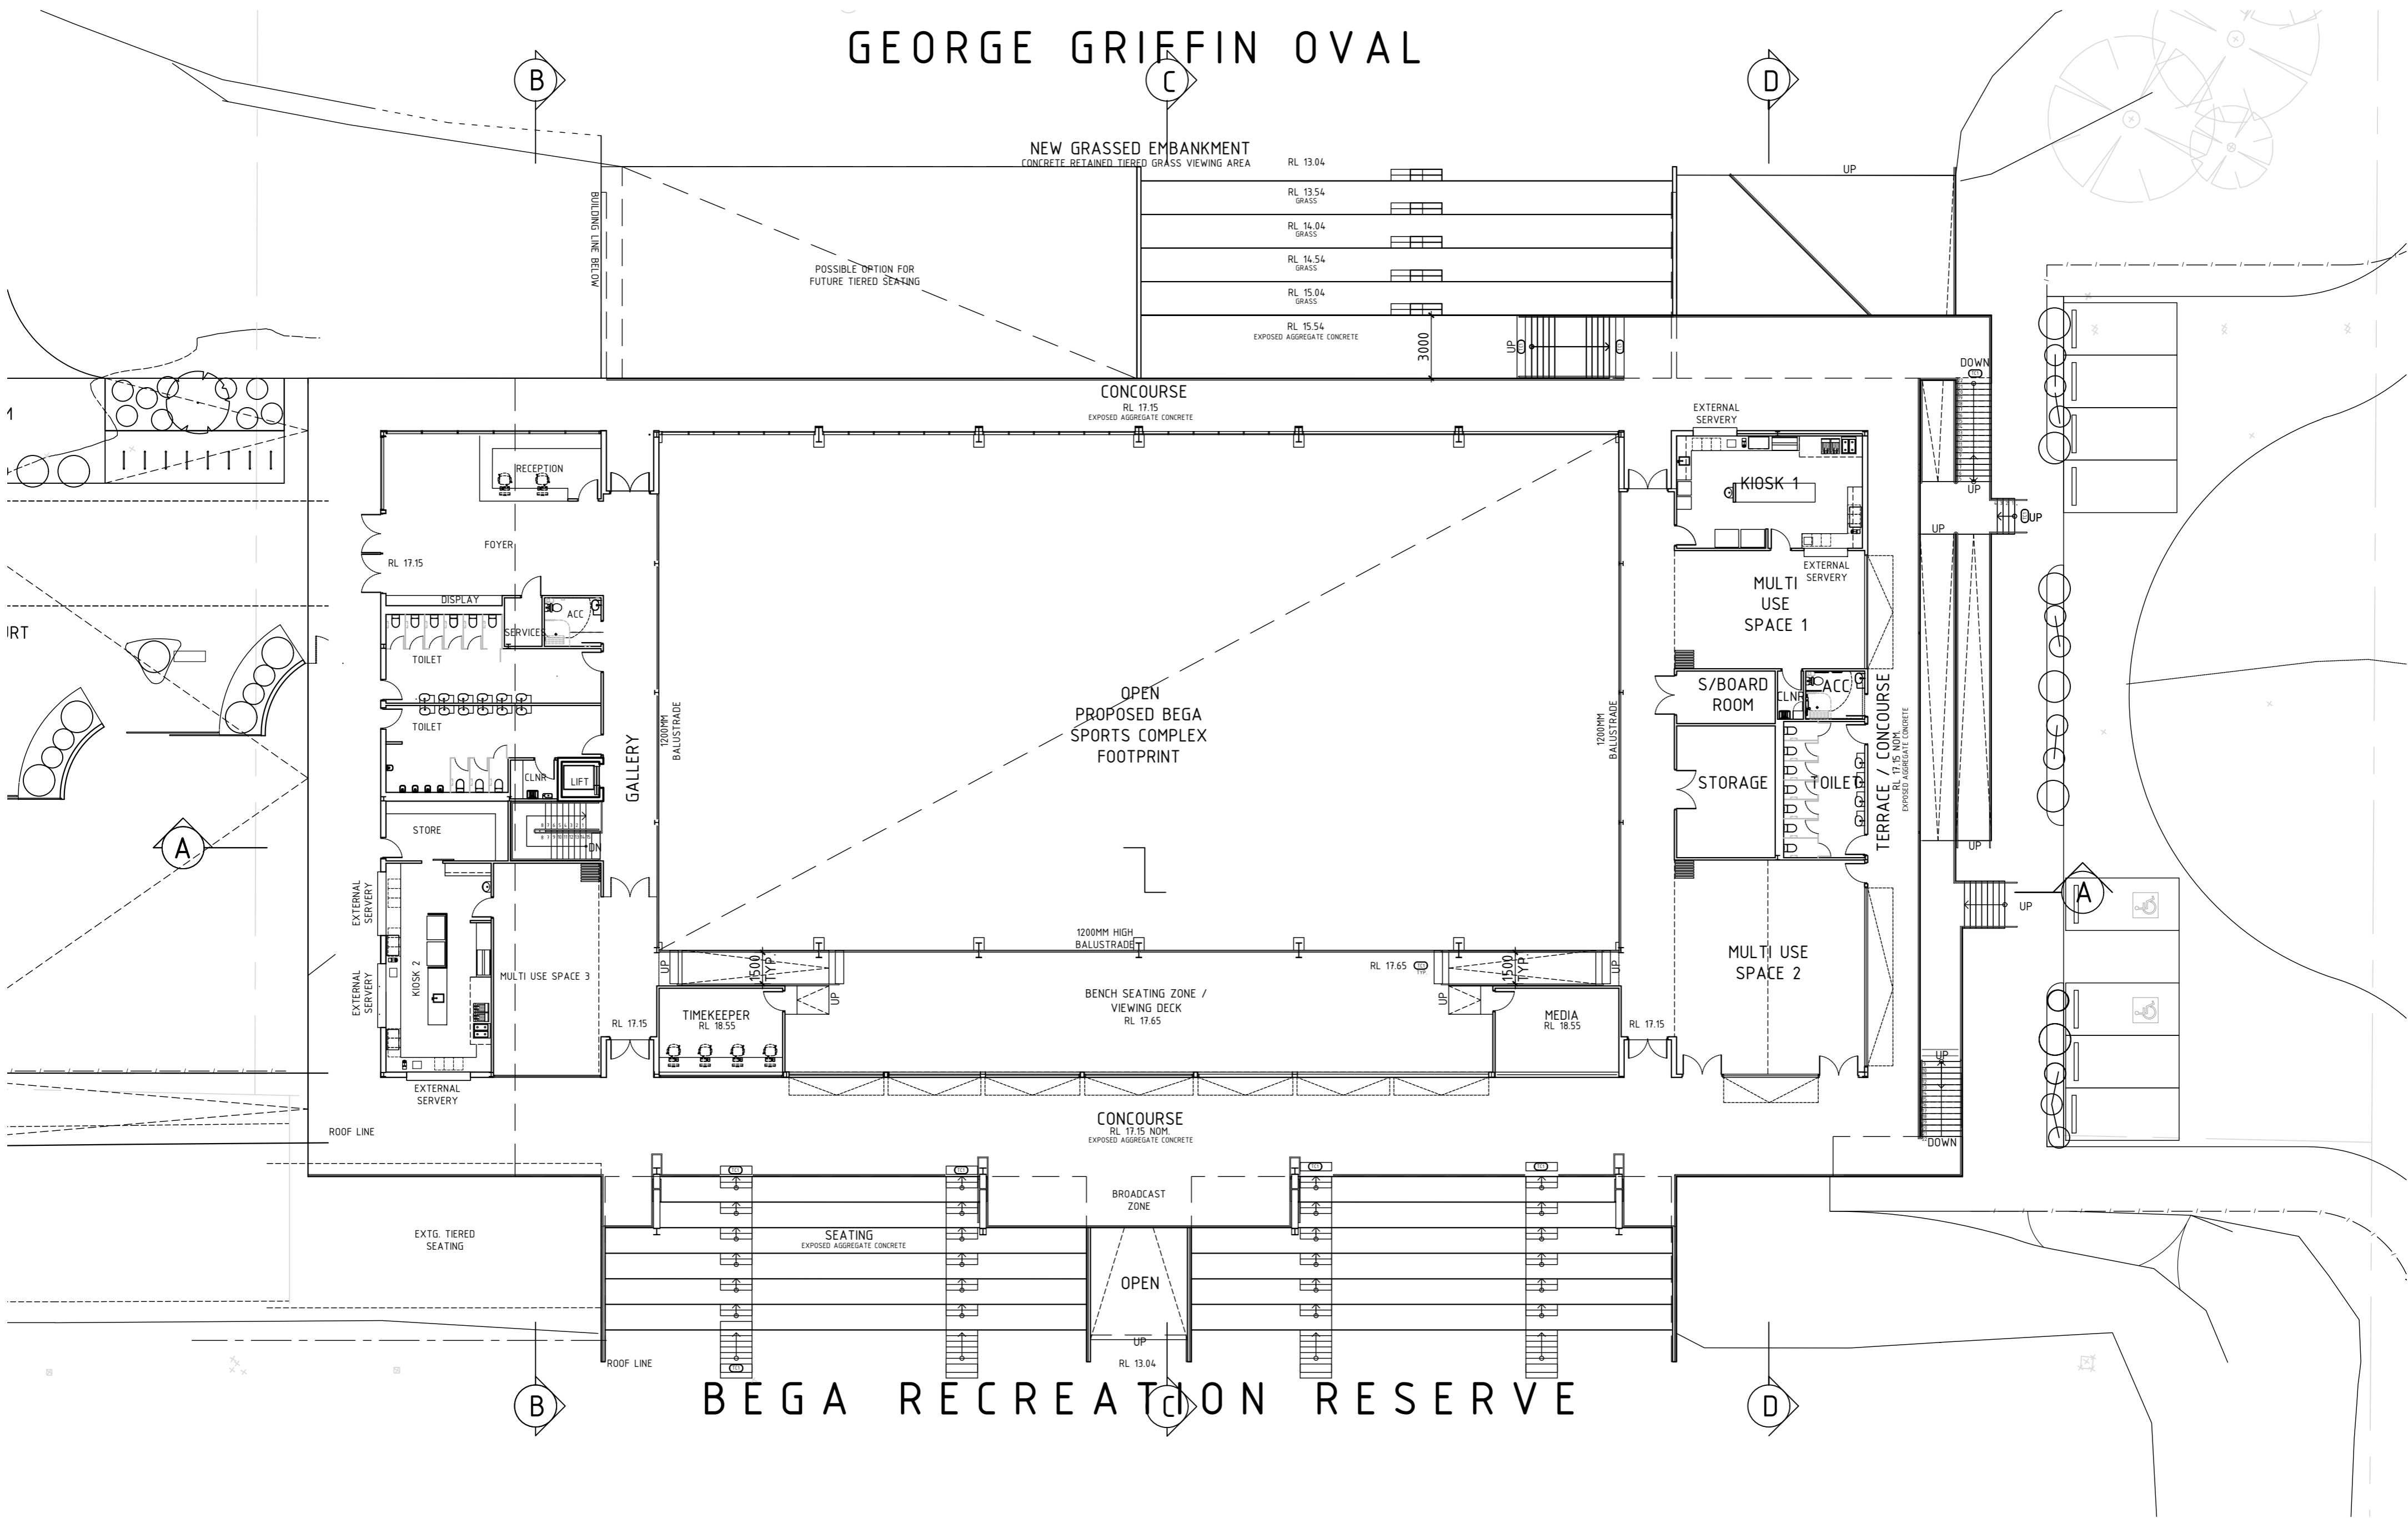 GEORGE GRIFFIN OVAL
B
C
D
NEW GRASSED EMBANKMENT
CONCRETE RETAINED TIERED GRASS VIEWING AREA
RL 13.04
UP
RL 13.54
GRASS
RL 14.04
GRASS
RL 14.54
GRASS
RL 15.04
GRASS
RL 15.54
EXPOSED AGGREGATE CONCRETE
BUILDING LINE BELOW
POSSIBLE OPTION FOR
FUTURE TIERED SEATING
3000
UP
DOWN
CONCOURSE
RL 17.15
EXPOSED AGGREGATE CONCRETE
EXTERNAL
SERVERY
RECEPTION
KIOSK 1
UP
UP
UP
FOYER
RL 17.15
EXTERNAL
SERVERY
DISPLAY
SERVICES
ACC
MULTI
USE
SPACE 1
URT
TOILET
TOILET
CLNR
LIFT
GALLERY
1200MM
BALUSTRADE
OPEN
PROPOSED BEGA
SPORTS COMPLEX
FOOTPRINT
1200MM
BALUSTRADE
S/BOARD
ROOM
CLNR
ACC
STORAGE
TOILET
TERRACE / CONCOURSE
RL 17.15 NOM.
EXPOSED AGGREGATE CONCRETE
UP
A
STORE
DN
EXTERNAL
SERVERY
A
UP
KIOSK 2
MULTI USE SPACE 3
EXTERNAL
SERVERY
1200MM HIGH
BALUSTRADE
UP
1500
TYP.
UP
RL 17.65
1500
TYP.
UP
UP
MULTI USE
SPACE 2
BENCH SEATING ZONE /
VIEWING DECK
RL 17.65
RL 17.15
TIMEKEEPER
RL 18.55
MEDIA
RL 18.55
RL 17.15
UP
EXTERNAL
SERVERY
CONCOURSE
RL 17.15 NOM.
EXPOSED AGGREGATE CONCRETE
ROOF LINE
DOWN
BROADCAST
ZONE
EXTG. TIERED
SEATING
SEATING
EXPOSED AGGREGATE CONCRETE
OPEN
UP
RL 13.04
ROOF LINE
BEGA RECREATION RESERVE
B
C
D